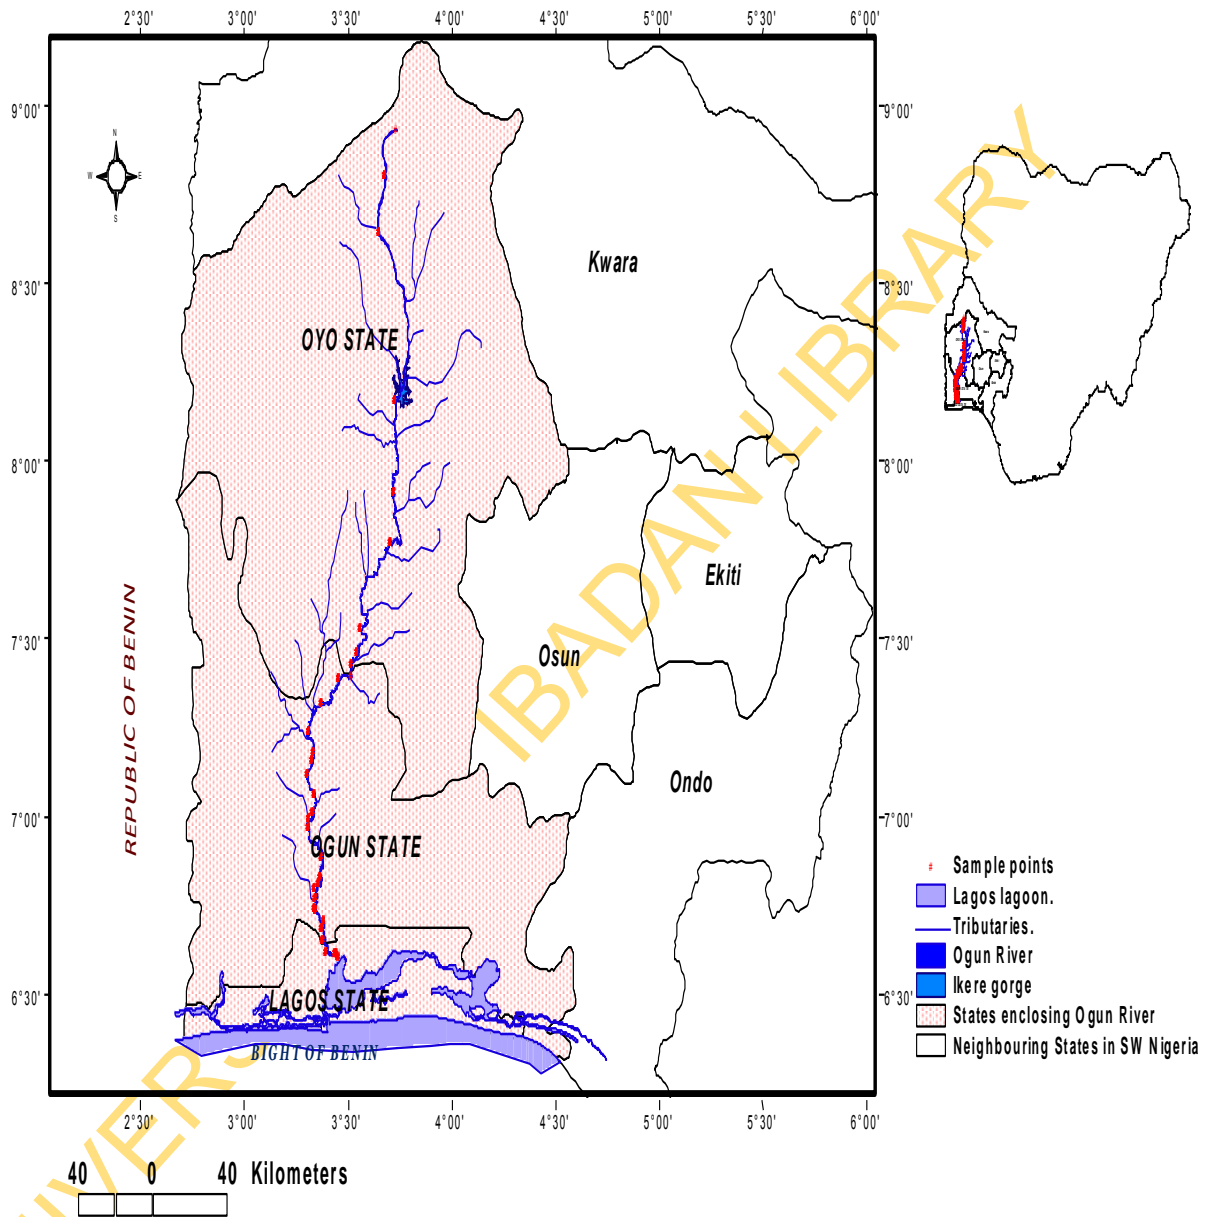 2°30' 3°00' 3°30' 4°00' 4°30' 5°00' 5°30' 6°00'
9°00' 9°00'
N
W E
S
Kwara
8°30' 8°30'
OYO STATE
8°00' 8°00'
Ekiti
REPUBLIC OF BENIN
7°30' 7°30'
Osun
Ondo
7°00' 7°00'
OGUN STATE
6°30' 6°30'
LAGOS STATE
BIGHT OF BENIN
2°30' 3°00' 3°30' 4°00' 4°30' 5°00' 5°30' 6°00'
Sample points
Lagos lagoon.
Tributaries.
Ogun River
Ikere gorge
States enclosing Ogun River
Neighbouring States in SW Nigeria
40 0 40 Kilometers
IBADAN LIBRARY